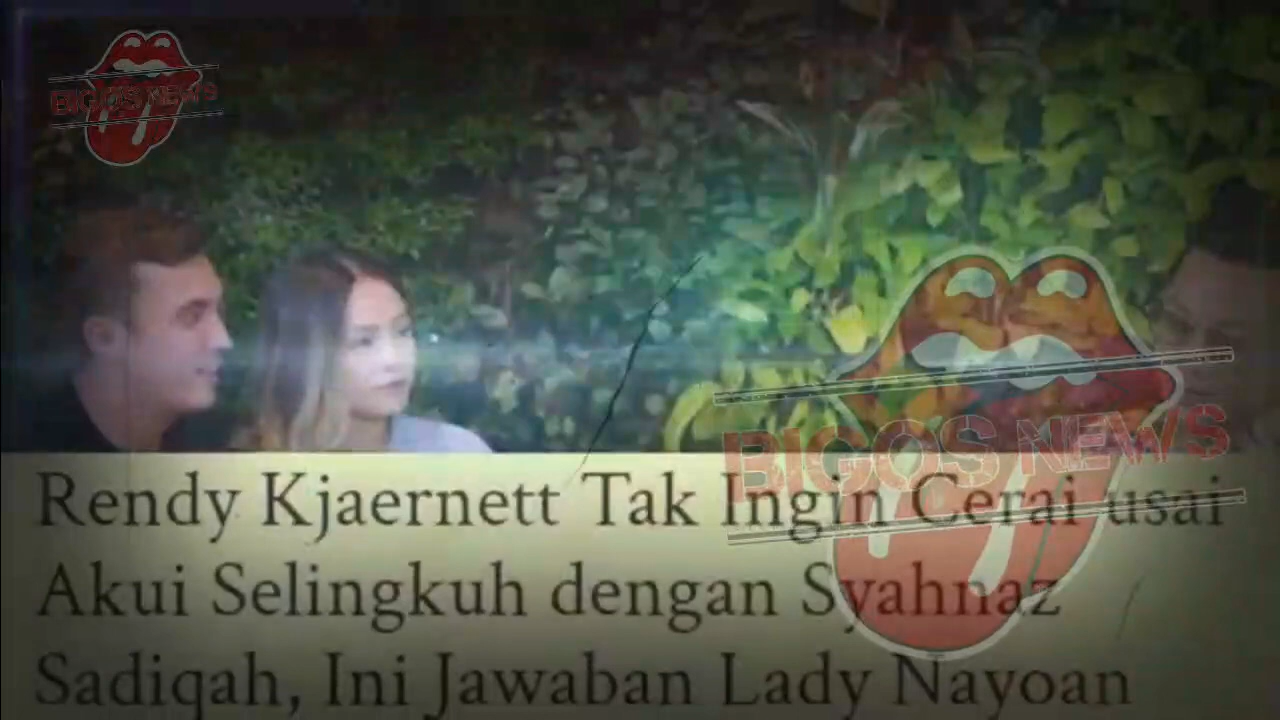 BIGOS NEWS
BIGOS NEWS
Rendy Kjaernett Tak Ingin Cerai usai
Akui Selingkuh dengan Syahnaz
Sadiqah, Ini Jawaban Lady Nayoan